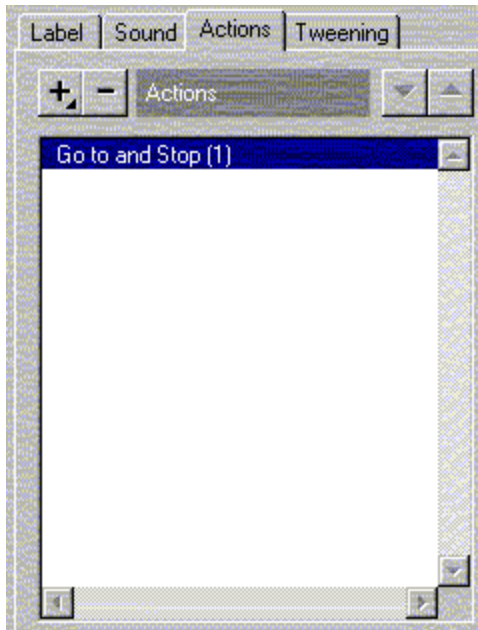 Label Sound Actions Tweening
+ - Actions
Go to and Stop (1)